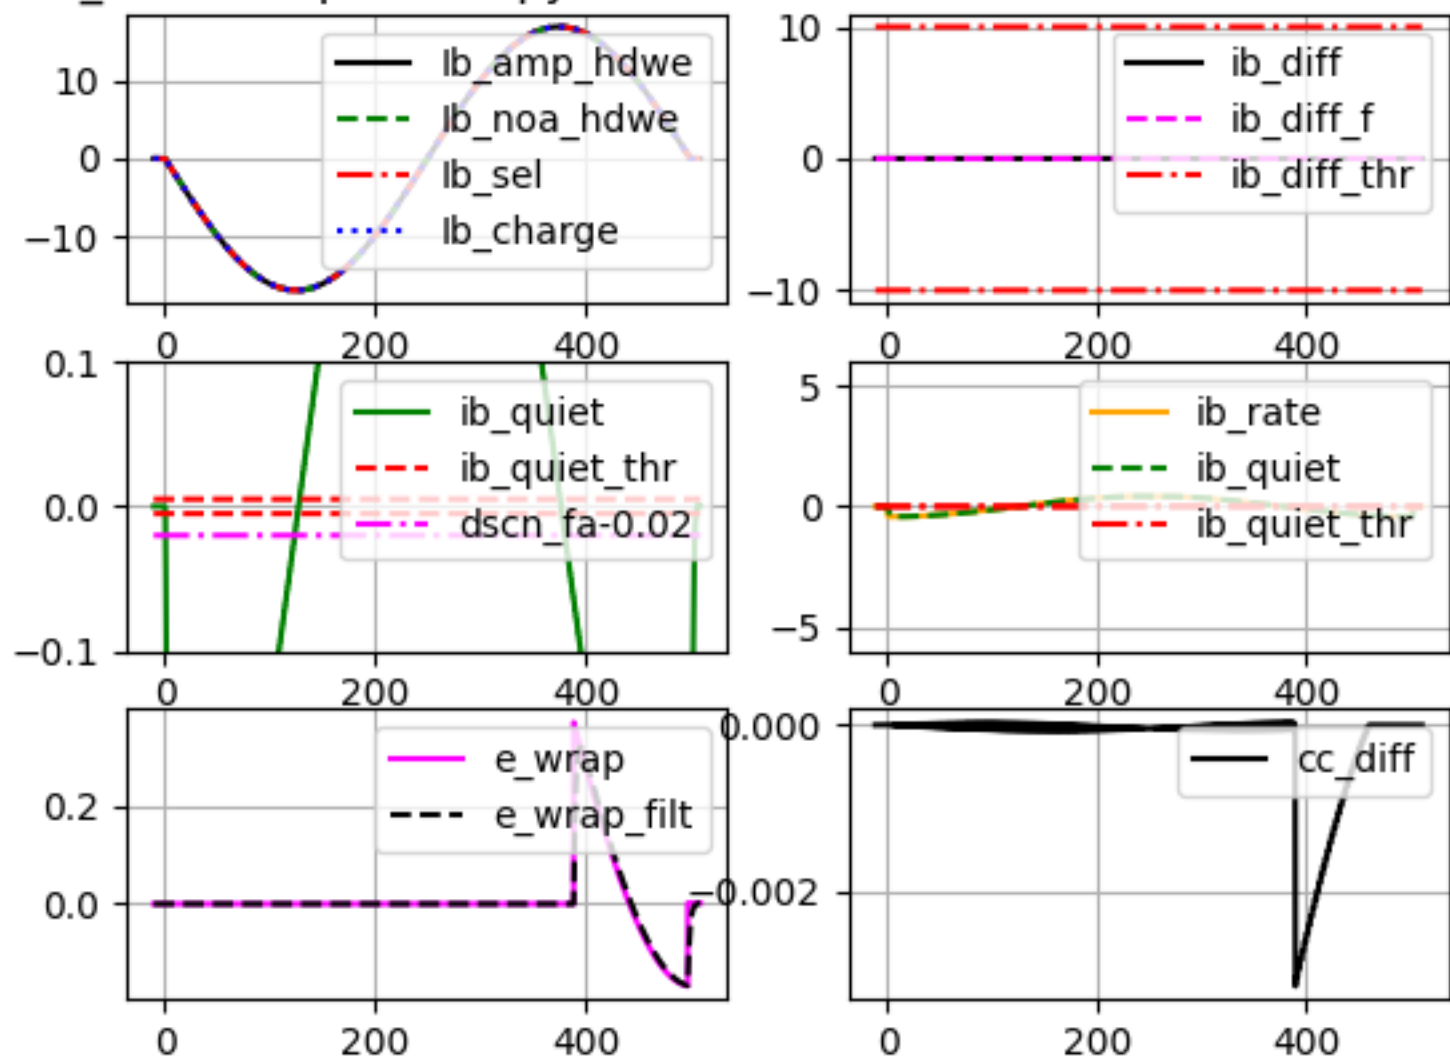 10
0
−10
Ib_amp_hdwe
Ib_noa_hdwe
Ib_sel
Ib_charge
0
200
400
10
0
−10
ib_diff
ib_diff_f
ib_diff_thr
0
200
400
0.1
0.0
−0.1
ib_quiet
ib_quiet_thr
dscn_fa-0.02
0
200
400
5
0
−5
ib_rate
ib_quiet
ib_quiet_thr
0
200
400
0.2
0.0
e_wrap
e_wrap_filt
0
200
400
0.000
−0.002
cc_diff
0
200
400